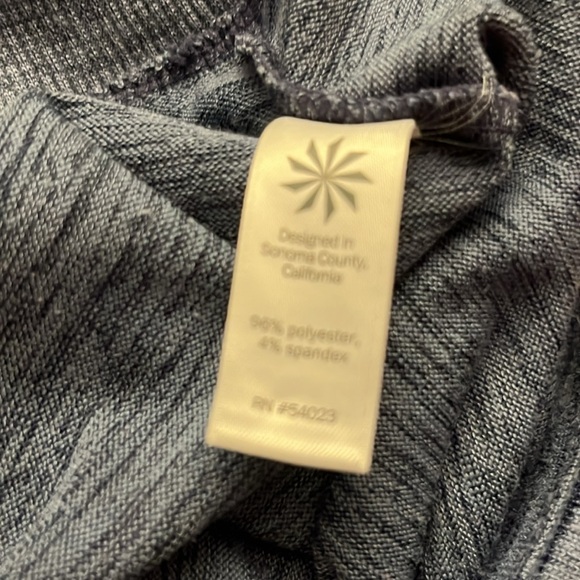 Designed in
Sonoma County,
California
96% polyester,
4% spandex
RN #54023